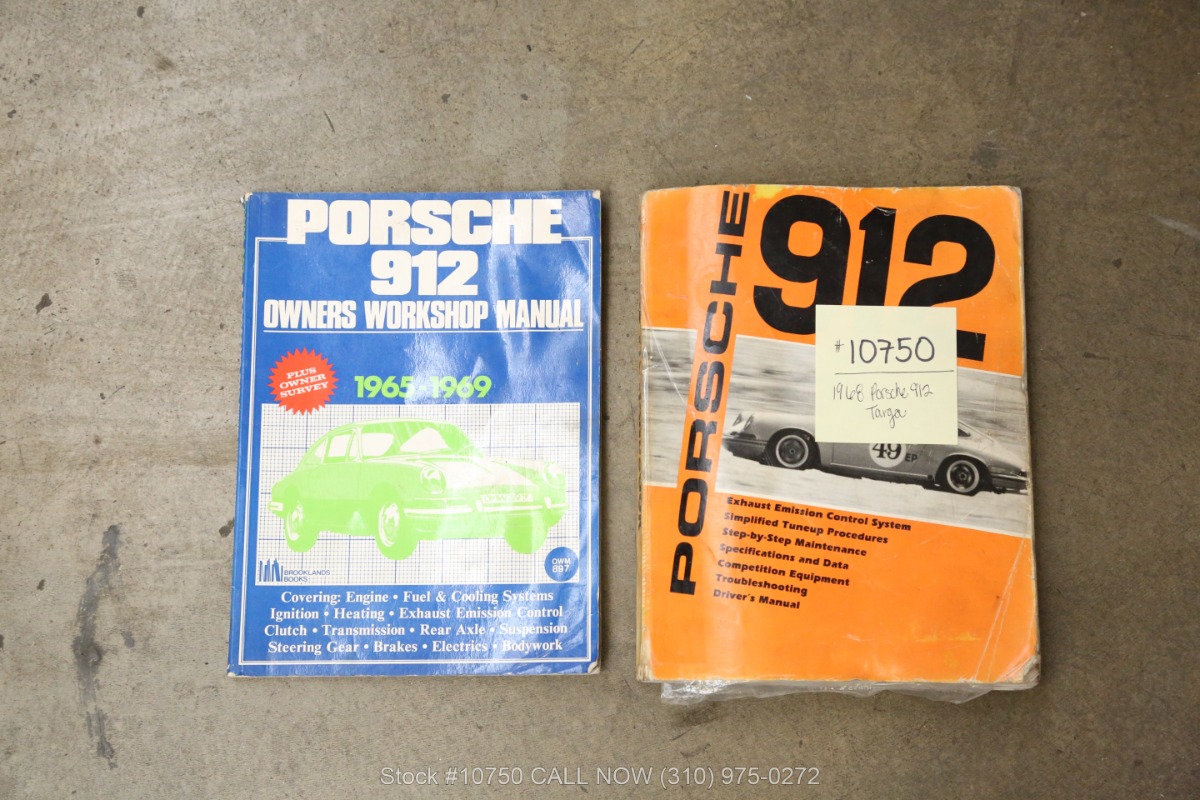 PORSCHE
912
OWNERS WORKSHOP MANUAL
PLUS
OWNER
SURVEY
1965-1969
BROOKLANDS
BOOKS
OWM
897
Covering: Engine • Fuel & Cooling Systems
Ignition • Heating • Exhaust Emission Control
Clutch • Transmission • Rear Axle • Suspension
Steering Gear • Brakes • Electrics • Bodywork
PORSCHE
912
#10750
1968 Porsche 912
Targa
49 EP
Exhaust Emission Control System
Simplified Tuneup Procedures
Step-by-Step Maintenance
Specifications and Data
Competition Equipment
Troubleshooting
Driver's Manual
Stock #10750 CALL NOW (310) 975-0272